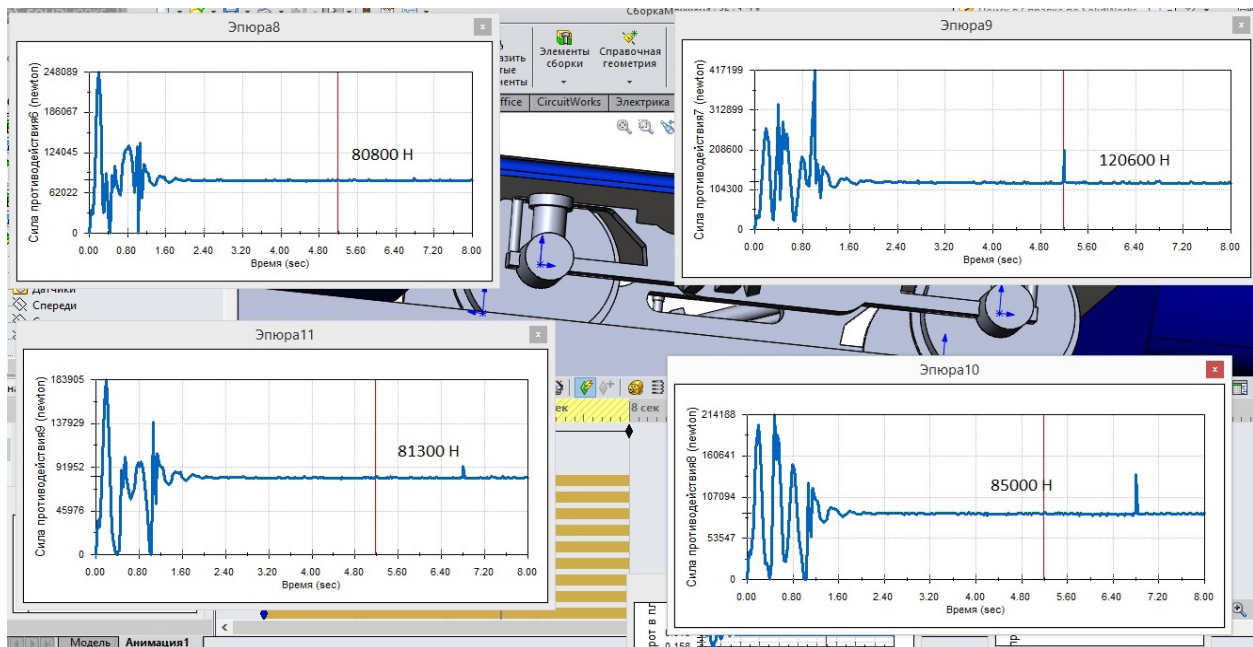 СборкаМ
Поиск в Справке по SolidWorks
Элементы сборки
Справочная геометрия
CircuitWorks
Электрика
Эпюра8
Сила противодействия6 (newton)
248089
186067
124045
62022
0
80800 Н
0.00 0.80 1.60 2.40 3.20 4.00 4.80 5.60 6.40 7.20 8.00
Время (sec)
Эпюра9
Сила противодействия7 (newton)
417199
312899
208600
104300
0
120600 Н
0.00 0.80 1.60 2.40 3.20 4.00 4.80 5.60 6.40 7.20 8.00
Время (sec)
Датчики
Спереди
Эпюра11
Сила противодействия9 (newton)
183905
137929
91952
45976
0
81300 Н
0.00 0.80 1.60 2.40 3.20 4.00 4.80 5.60 6.40 7.20 8.00
Время (sec)
8 сек
Эпюра10
Сила противодействия8 (newton)
214188
160641
107094
53547
0
85000 Н
0.00 0.80 1.60 2.40 3.20 4.00 4.80 5.60 6.40 7.20 8.00
Время (sec)
0.158
Модель
Анимация1